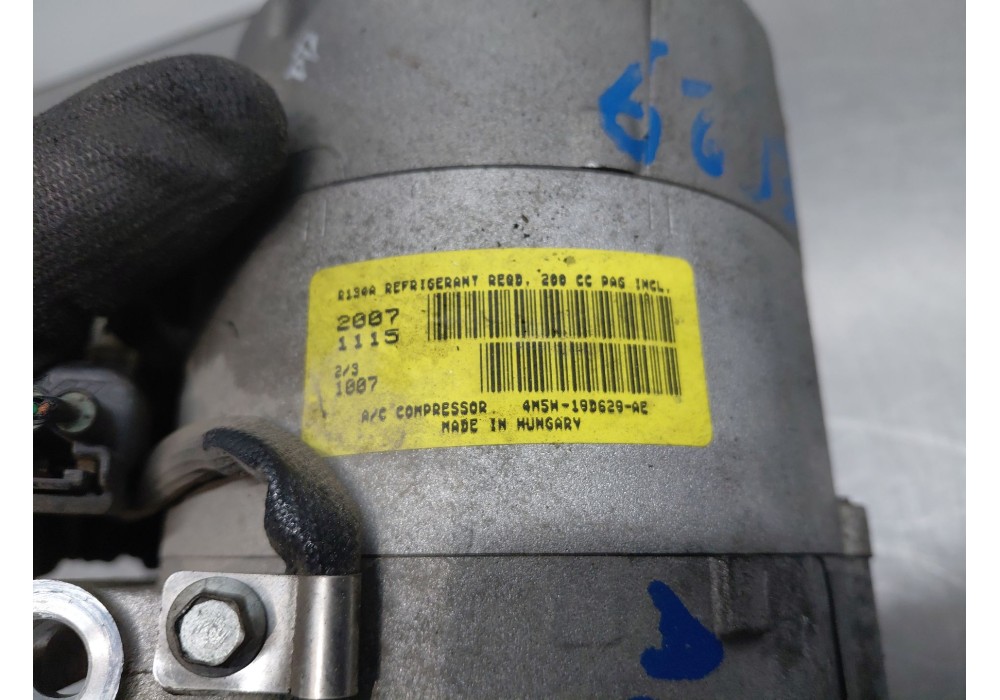 R134A REFRIGERANT REQD. 200 CC PAG INCL.
2007
1115
2/3
1007
A/C COMPRESSOR 4M5H-19D629-AE
MADE IN HUNGARY